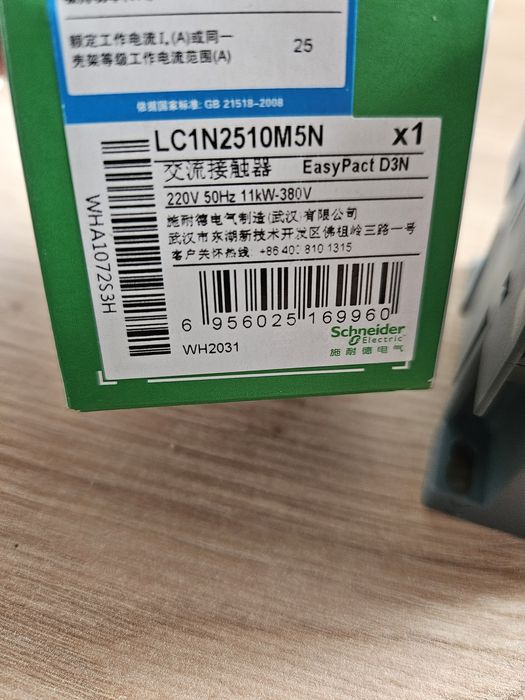 额定工作电流Iₑ(A)或同一
壳架等级工作电流范围(A)
25
依据国家标准: GB 21518-2008
LC1N2510M5N x1
交流接触器 EasyPact D3N
220V 50Hz 11kW-380V
施耐德电气制造(武汉)有限公司
武汉市东湖新技术开发区佛祖岭三路一号
客户关怀热线: +86 400 810 1315
WHA1072S3H
6 956025 169960
WH2031
Schneider
Electric
施耐德电气